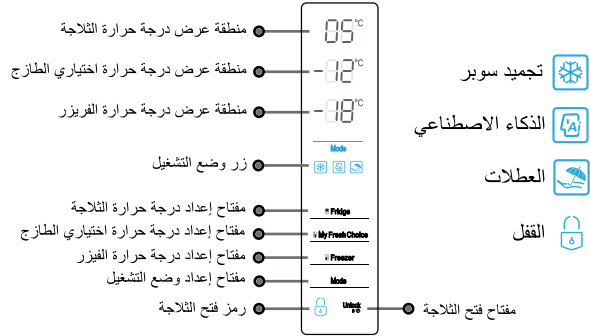 منطقة عرض درجة حرارة الثلاجة
منطقة عرض درجة حرارة اختياري الطازج
منطقة عرض درجة حرارة الفريزر
زر وضع التشغيل
مفتاح إعداد درجة حرارة الثلاجة
مفتاح إعداد درجة حرارة اختياري الطازج
مفتاح إعداد درجة حرارة الفيزر
مفتاح إعداد وضع التشغيل
رمز فتح الثلاجة
05°C
-12°C
-18°C
Mode
Fridge
My Fresh Choice
Freezer
Mode
Unlock
مفتاح فتح الثلاجة
تجميد سوبر
الذكاء الاصطناعي
Ai
العطلات
القفل